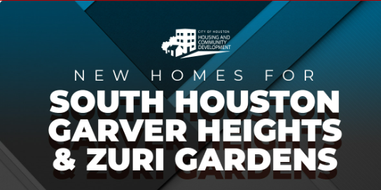 CITY OF HOUSTON
HOUSING AND
COMMUNITY
DEVELOPMENT
NEW HOMES FOR
SOUTH HOUSTON
GARVER HEIGHTS
& ZURI GARDENS